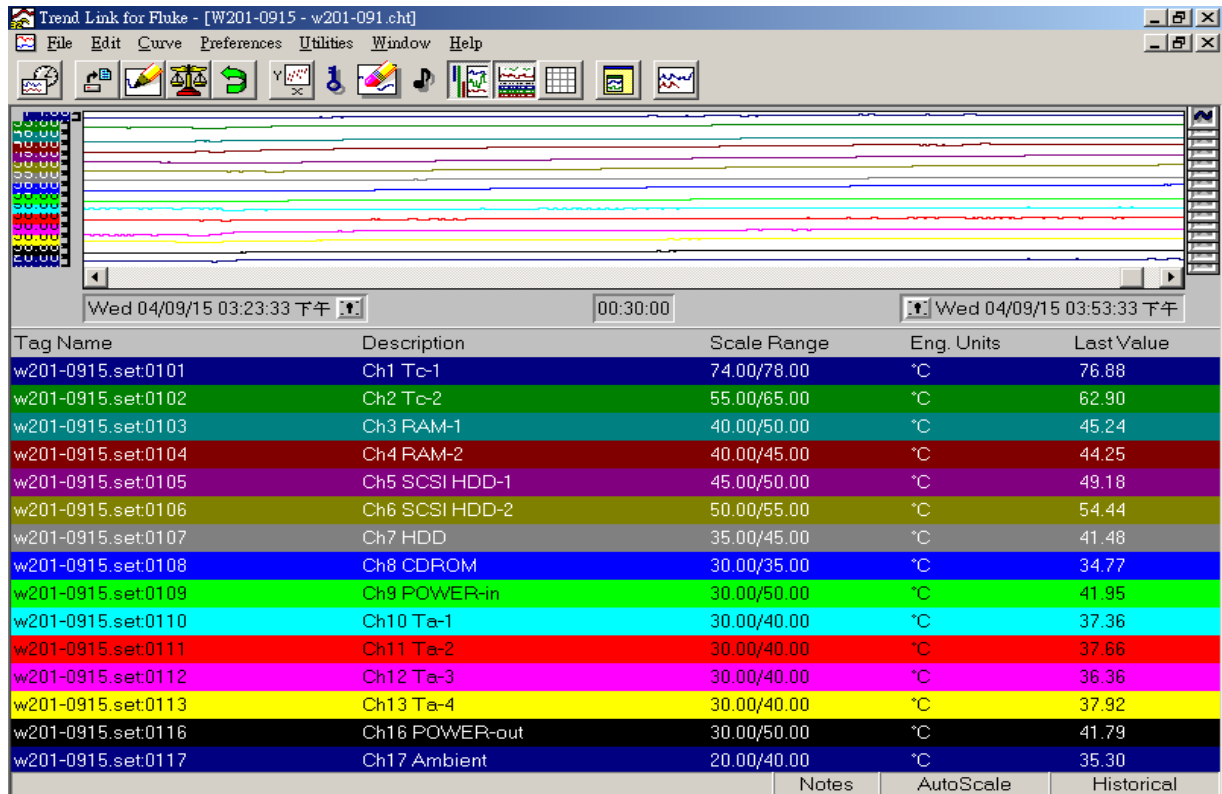 Trend Link for Fluke - [W201-0915 - w201-091.cht]
File Edit Curve Preferences Utilities Window Help
Wed 04/09/15 03:23:33 下午 00:30:00 Wed 04/09/15 03:53:33 下午
Tag Name Description Scale Range Eng. Units Last Value
w201-0915.set:0101 Ch1 Tc-1 74.00/78.00 °C 76.88
w201-0915.set:0102 Ch2 Tc-2 55.00/65.00 °C 62.90
w201-0915.set:0103 Ch3 RAM-1 40.00/50.00 °C 45.24
w201-0915.set:0104 Ch4 RAM-2 40.00/45.00 °C 44.25
w201-0915.set:0105 Ch5 SCSI HDD-1 45.00/50.00 °C 49.18
w201-0915.set:0106 Ch6 SCSI HDD-2 50.00/55.00 °C 54.44
w201-0915.set:0107 Ch7 HDD 35.00/45.00 °C 41.48
w201-0915.set:0108 Ch8 CDROM 30.00/35.00 °C 34.77
w201-0915.set:0109 Ch9 POWER-in 30.00/50.00 °C 41.95
w201-0915.set:0110 Ch10 Ta-1 30.00/40.00 °C 37.36
w201-0915.set:0111 Ch11 Ta-2 30.00/40.00 °C 37.66
w201-0915.set:0112 Ch12 Ta-3 30.00/40.00 °C 36.36
w201-0915.set:0113 Ch13 Ta-4 30.00/40.00 °C 37.92
w201-0915.set:0116 Ch16 POWER-out 30.00/50.00 °C 41.79
w201-0915.set:0117 Ch17 Ambient 20.00/40.00 °C 35.30
Notes AutoScale Historical